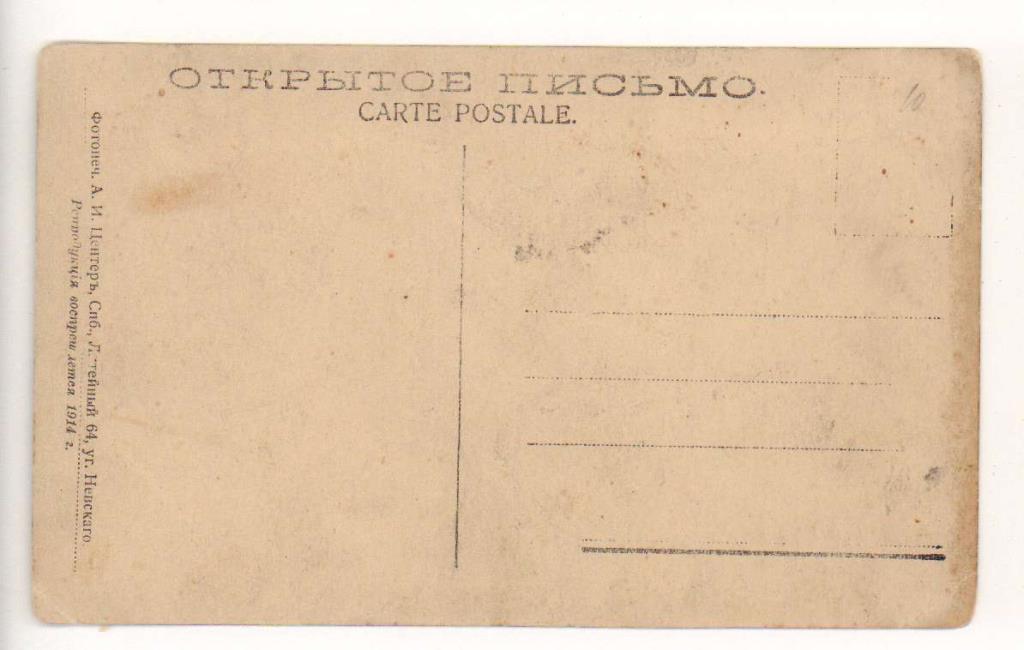 ОТКРЫТОЕ ПИСЬМО.
CARTE POSTALE.
10
Фотопеч. А. И. Центеръ, Спб., Литейный 64, уг. Невскаго.
Репродукція воспрещается 1914 г.